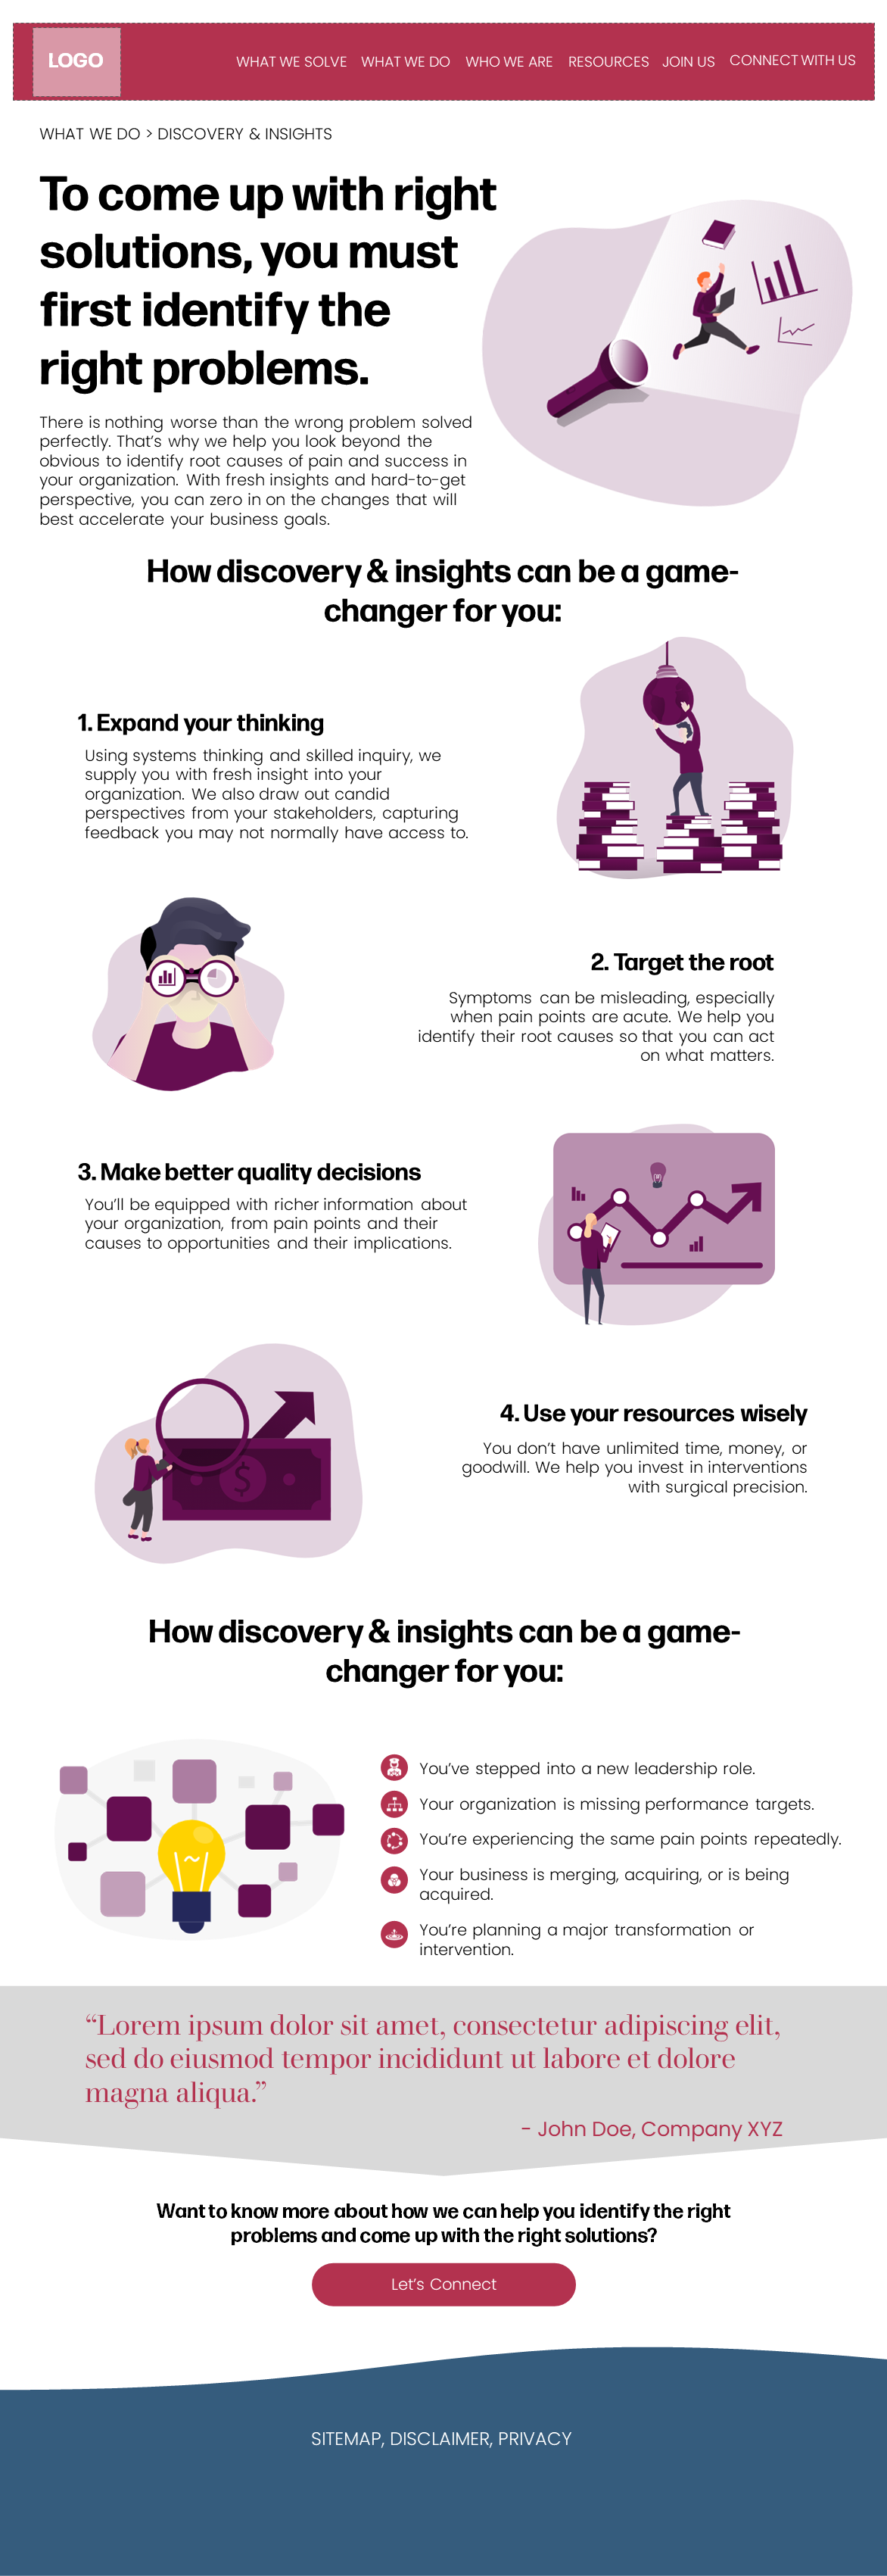 LOGO
WHAT WE SOLVE WHAT WE DO WHO WE ARE RESOURCES JOIN US CONNECT WITH US
WHAT WE DO > DISCOVERY & INSIGHTS
To come up with right
solutions, you must
first identify the
right problems.
There is nothing worse than the wrong problem solved
perfectly. That's why we help you look beyond the
obvious to identify root causes of pain and success in
your organization. With fresh insights and hard-to-get
perspective, you can zero in on the changes that will
best accelerate your business goals.
How discovery & insights can be a game-
changer for you:
1. Expand your thinking
Using systems thinking and skilled inquiry, we
supply you with fresh insight into your
organization. We also draw out candid
perspectives from your stakeholders, capturing
feedback you may not normally have access to.
2. Target the root
Symptoms can be misleading, especially
when pain points are acute. We help you
identify their root causes so that you can act
on what matters.
3. Make better quality decisions
You'll be equipped with richer information about
your organization, from pain points and their
causes to opportunities and their implications.
$
4. Use your resources wisely
You don't have unlimited time, money, or
goodwill. We help you invest in interventions
with surgical precision.
How discovery & insights can be a game-
changer for you:
You've stepped into a new leadership role.
Your organization is missing performance targets.
You're experiencing the same pain points repeatedly.
Your business is merging, acquiring, or is being
acquired.
You're planning a major transformation or
intervention.
“Lorem ipsum dolor sit amet, consectetur adipiscing elit,
sed do eiusmod tempor incididunt ut labore et dolore
magna aliqua.”
- John Doe, Company XYZ
Want to know more about how we can help you identify the right
problems and come up with the right solutions?
Let's Connect
SITEMAP, DISCLAIMER, PRIVACY